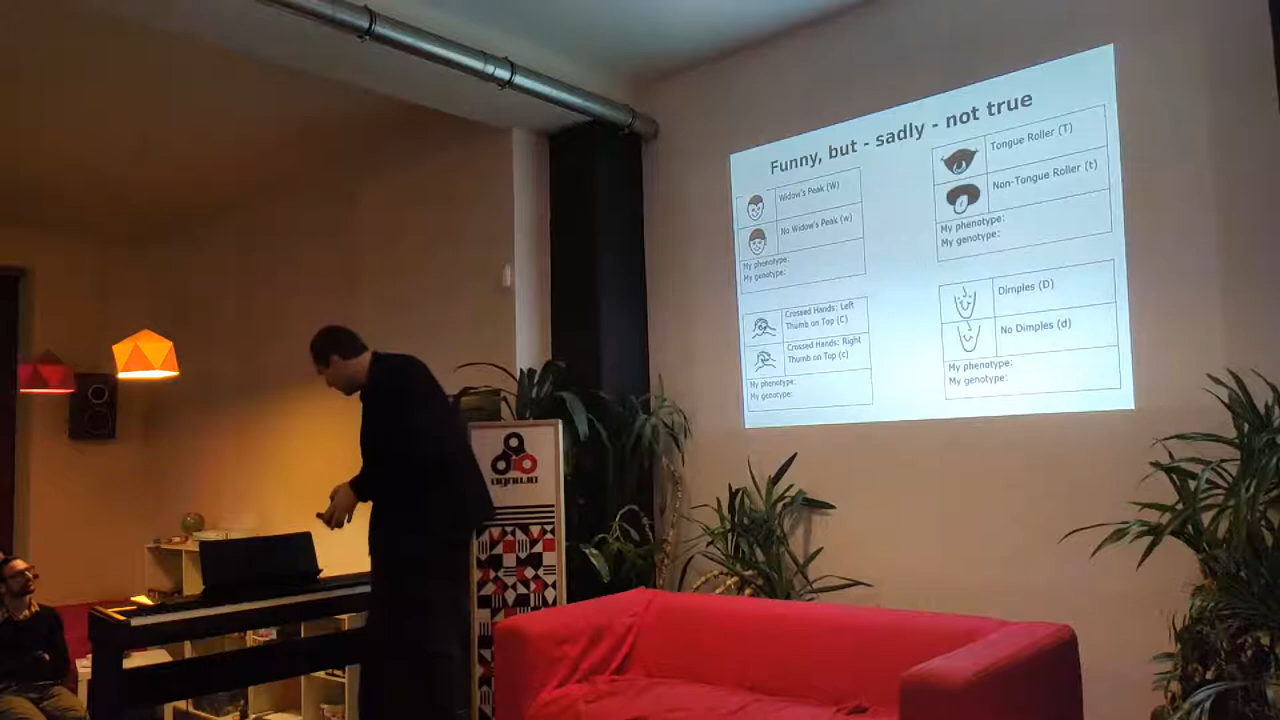 Funny, but - sadly - not true
Widow's Peak (W)
No Widow's Peak (w)
My phenotype:
My genotype:
Tongue Roller (T)
Non-Tongue Roller (t)
My phenotype:
My genotype:
Crossed Hands: Left
Thumb on Top (C)
Crossed Hands: Right
Thumb on Top (c)
My phenotype:
My genotype:
Dimples (D)
No Dimples (d)
My phenotype:
My genotype: